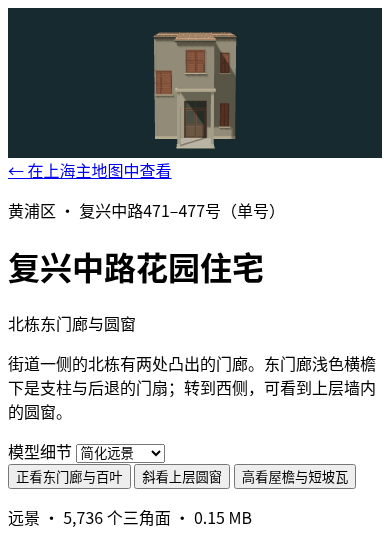 ← 在上海主地图中查看
黄浦区 · 复兴中路471–477号（单号）
复兴中路花园住宅
北栋东门廊与圆窗
街道一侧的北栋有两处凸出的门廊。东门廊浅色横檐
下是支柱与后退的门扇；转到西侧，可看到上层墙内
的圆窗。
模型细节 简化远景
正看东门廊与百叶 斜看上层圆窗 高看屋檐与短坡瓦
远景 · 5,736 个三角面 · 0.15 MB